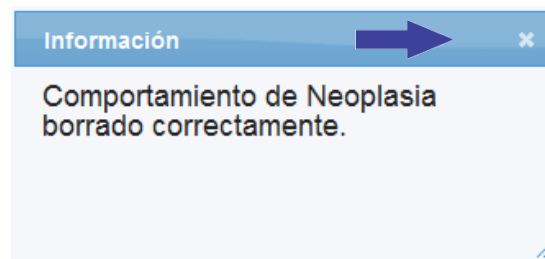 Información
Comportamiento de Neoplasia
borrado correctamente.